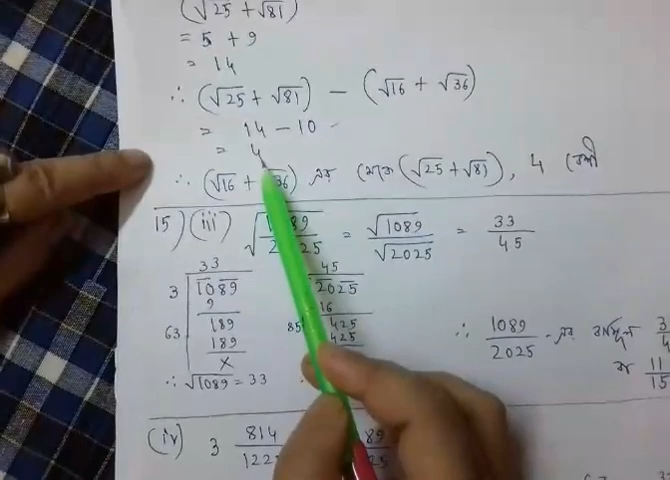 (√25 + √81)
= 5 + 9
= 14
∴ (√25 + √81) − (√16 + √36)
= 14 − 10
= 4
∴ (√16 + √36) এর থেকে (√25 + √81), 4 বেশী
15) (iii) = √1089 / √2025 = 33/45
33
3 1089
9
63 189
189
×
∴ √1089 = 33
45
2025
16
85 425
425
∴ 1089/2025 -এর বর্গমূল
বা 11/15
(iv) 3 814